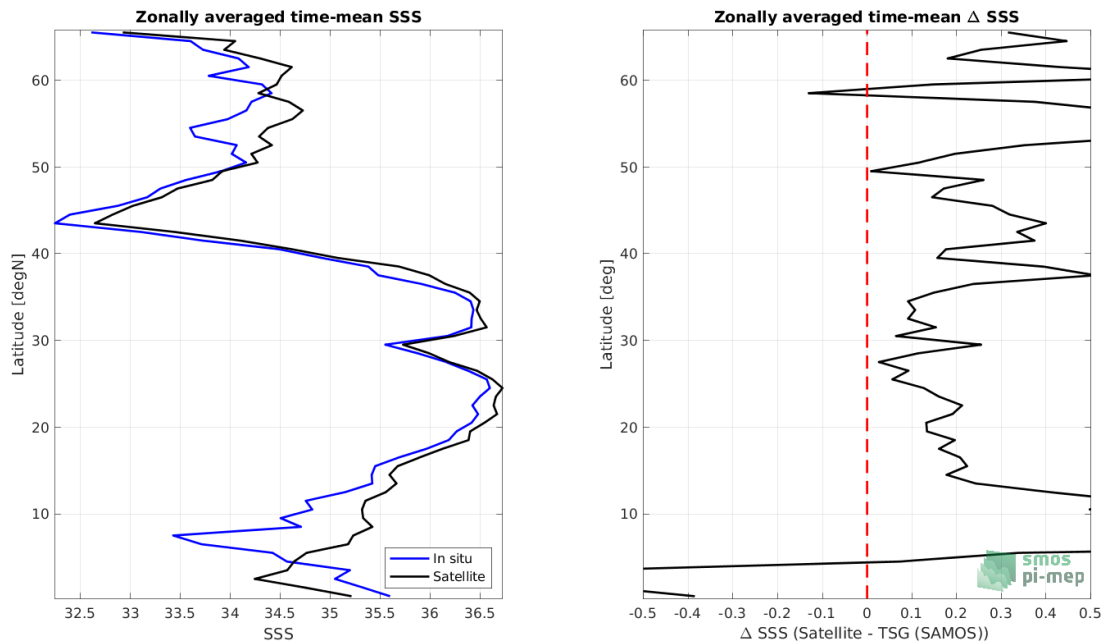 Zonally averaged time-mean SSS
Latitude [degN]
60
50
40
30
20
10
32.5 33 33.5 34 34.5 35 35.5 36 36.5
SSS
In situ
Satellite
Zonally averaged time-mean Δ SSS
Latitude [deg]
60
50
40
30
20
10
-0.5 -0.4 -0.3 -0.2 -0.1 0 0.1 0.2 0.3 0.4 0.5
Δ SSS (Satellite - TSG (SAMOS))
smos
pi-mep